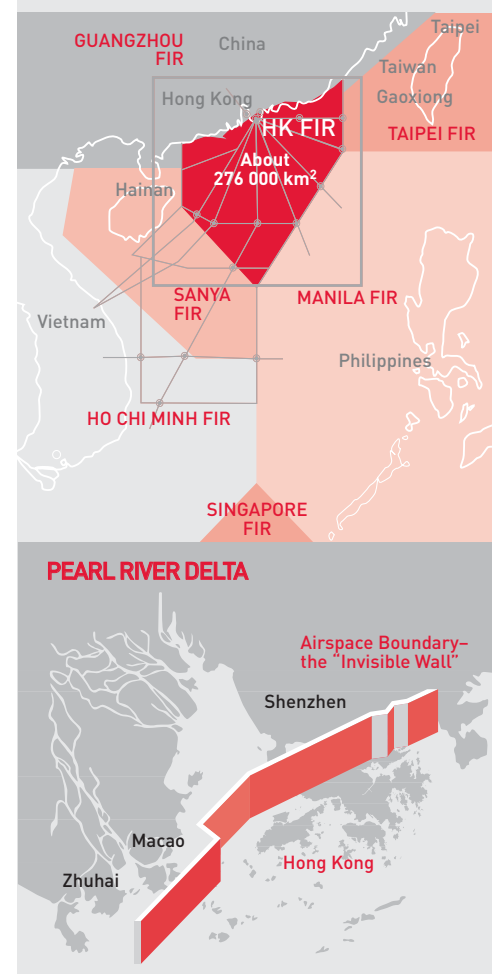 Taipei
GUANGZHOU
FIR
China
Taiwan
Hong Kong
Gaoxiong
HK FIR
TAIPEI FIR
About
276 000 km²
Hainan
SANYA
FIR
MANILA FIR
Vietnam
Philippines
HO CHI MINH FIR
SINGAPORE
FIR
PEARL RIVER DELTA
Airspace Boundary–
the “Invisible Wall”
Shenzhen
Macao
Hong Kong
Zhuhai